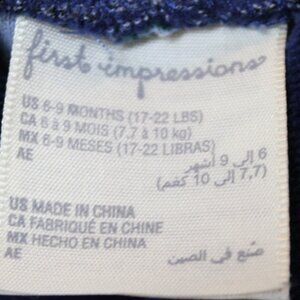 first impressions
US 6-9 MONTHS (17-22 LBS)
CA 6 à 9 MOIS (7,7 à 10 kg)
MX 6-9 MESES (17-22 LIBRAS)
AE
6 إلى 9 أشهر
(7,7 إلى 10 كغم)
US MADE IN CHINA
CA FABRIQUÉ EN CHINE
MX HECHO EN CHINA
AE
صنع في الصين